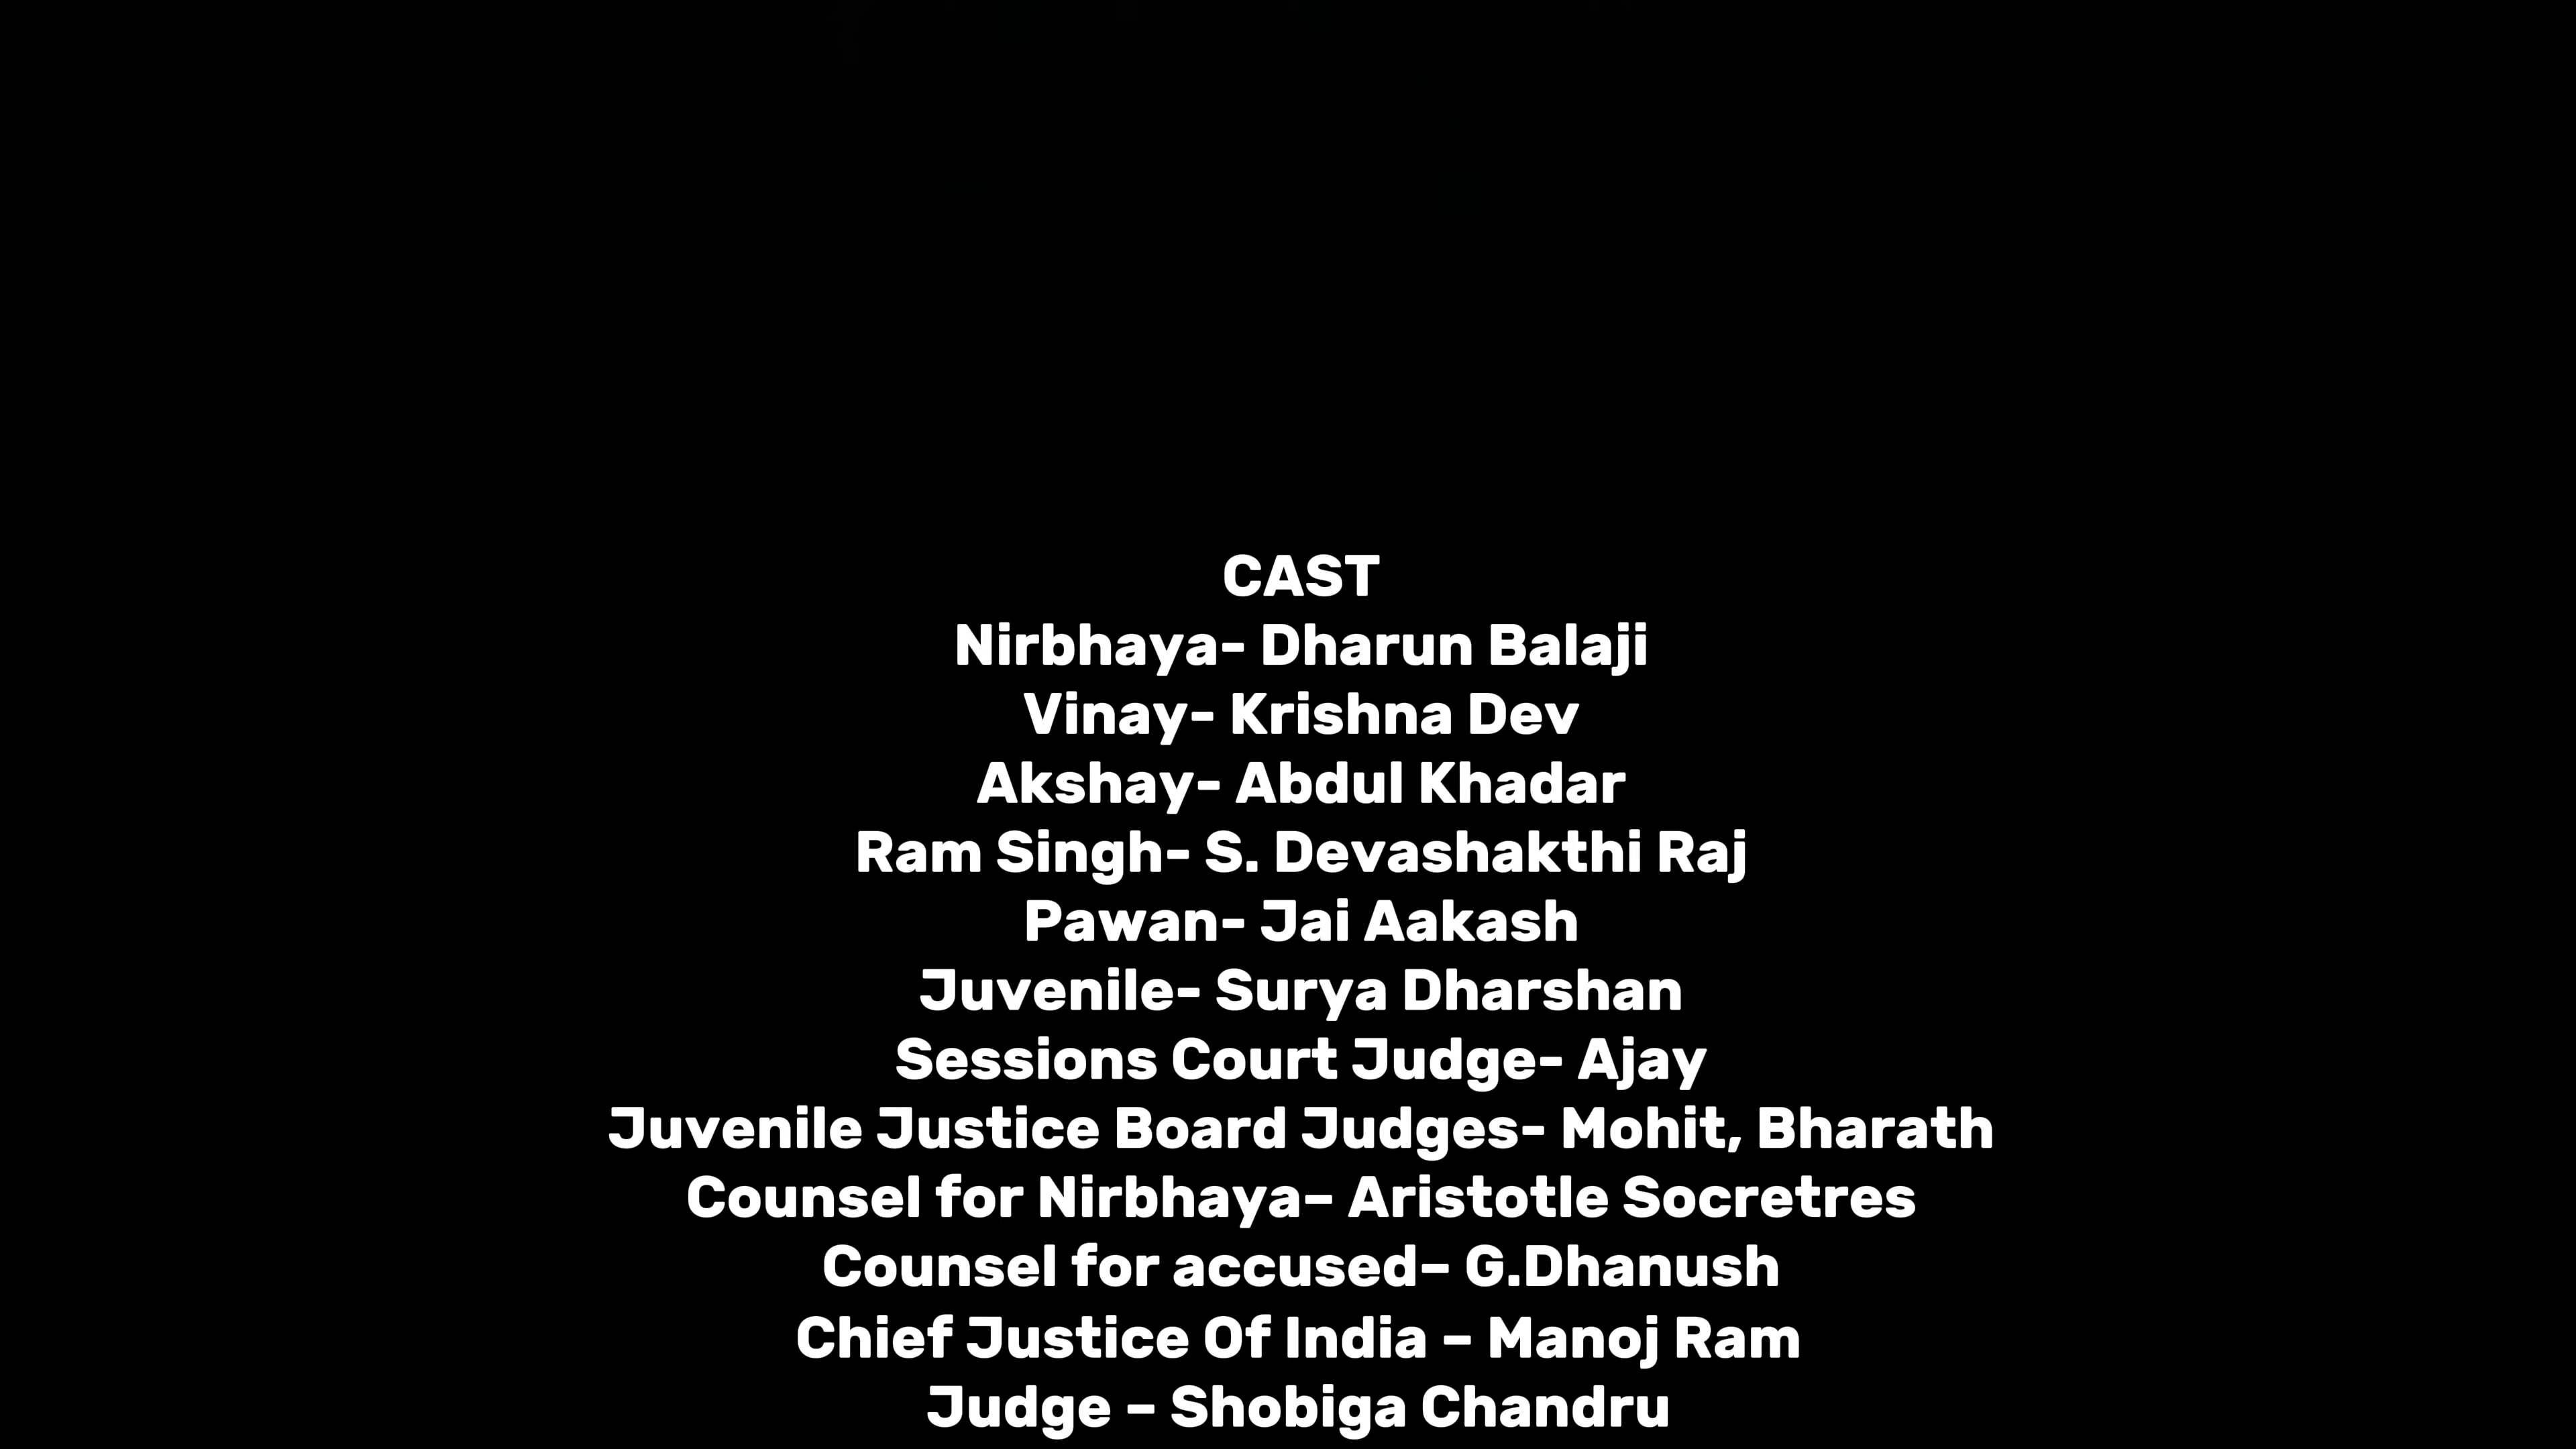 CAST
Nirbhaya- Dharun Balaji
Vinay- Krishna Dev
Akshay- Abdul Khadar
Ram Singh- S. Devashakthi Raj
Pawan- Jai Aakash
Juvenile- Surya Dharshan
Sessions Court Judge- Ajay
Juvenile Justice Board Judges- Mohit, Bharath
Counsel for Nirbhaya– Aristotle Socretres
Counsel for accused– G.Dhanush
Chief Justice Of India – Manoj Ram
Judge – Shobiga Chandru